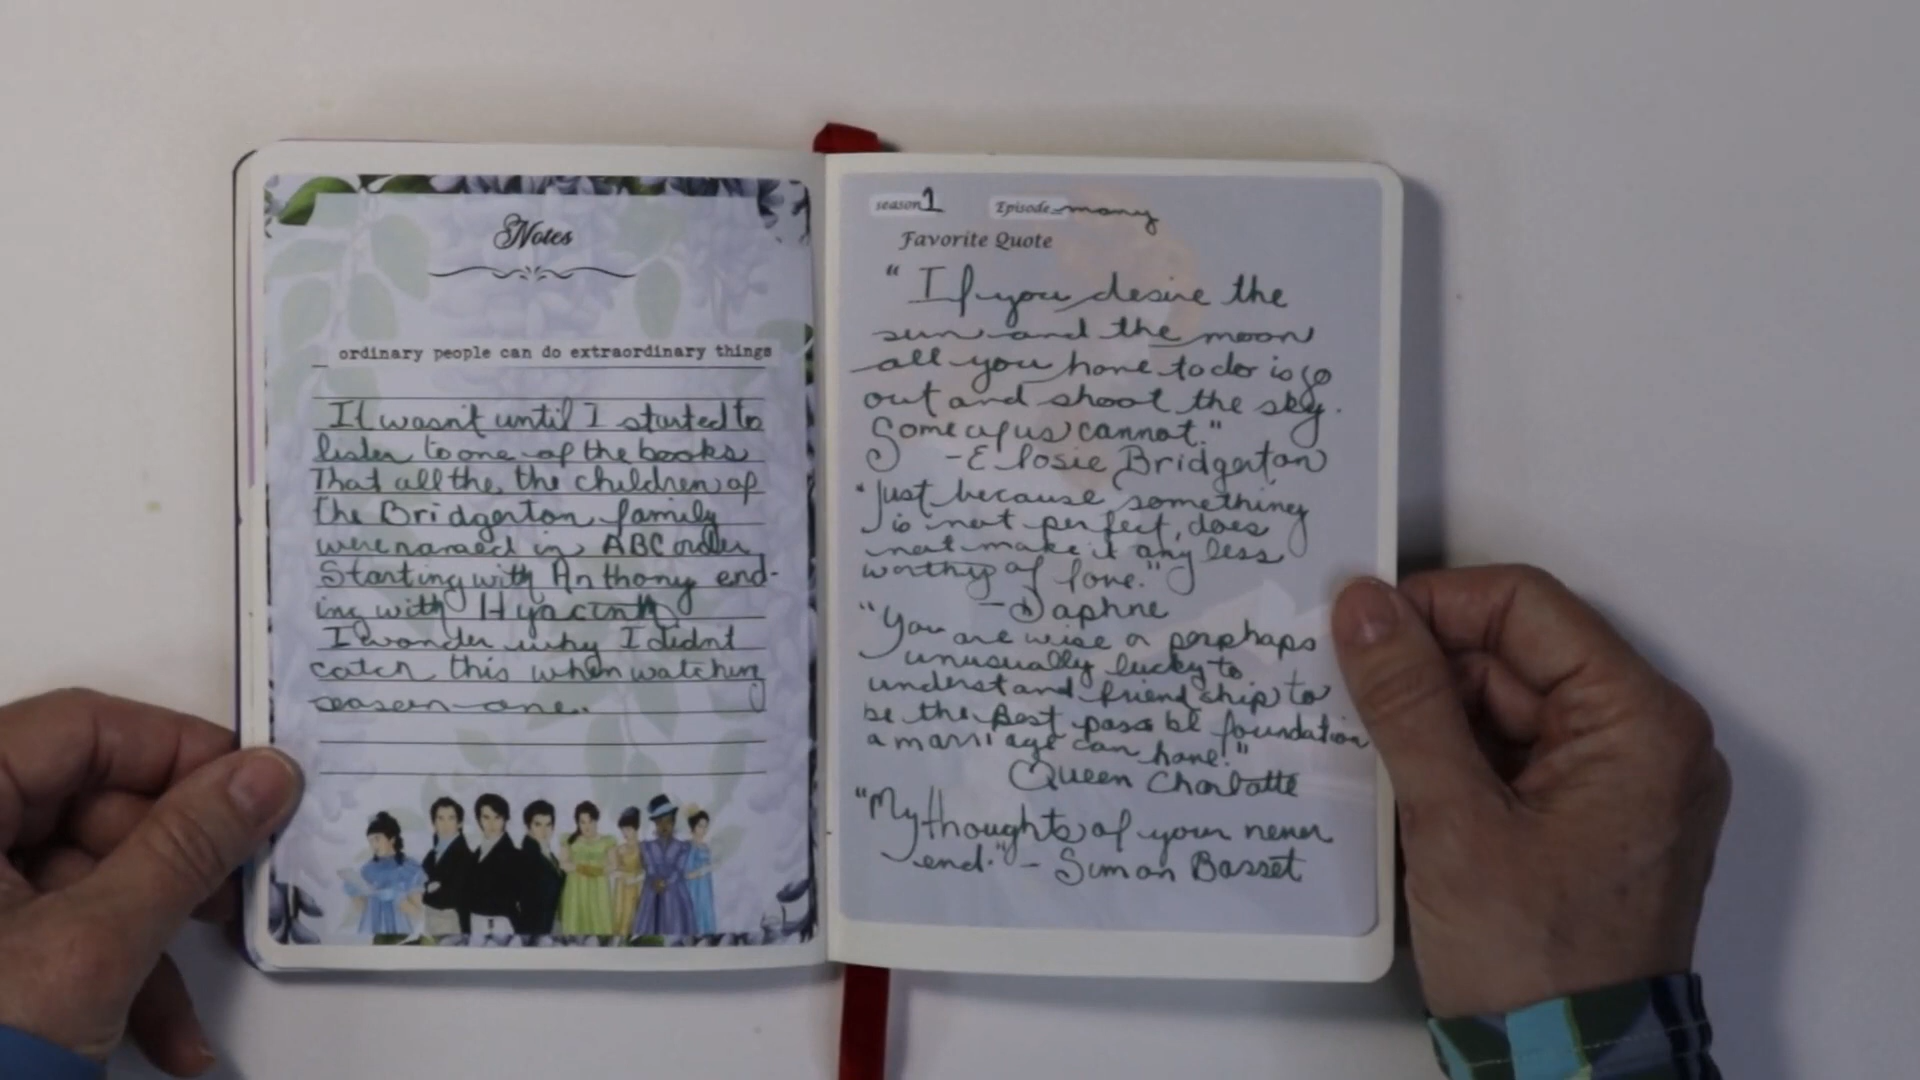 Notes
ordinary people can do extraordinary things
It wasn't until I started to
listen to one of the books
That all the, the children of
the Bridgerton family
were named in ABC order
Starting with Anthony end-
ing with Hyacinth
I wonder why I didnt
catch this when watching
season one.
season 1 Episode many
Favorite Quote
"If you desire the
sun and the moon
all you have to do is go
out and shoot the sky.
Some of us cannot."
-Elosie Bridgerton
"Just because something
is not perfect, does
not make it any less
worthy of love."
-Daphne
"You are wise or perphaps
unusually lucky to
understand friendship to
be the Best possible foundation
a marriage can have!"
Queen Charlotte
"My thoughts of your never
end." - Simon Basset